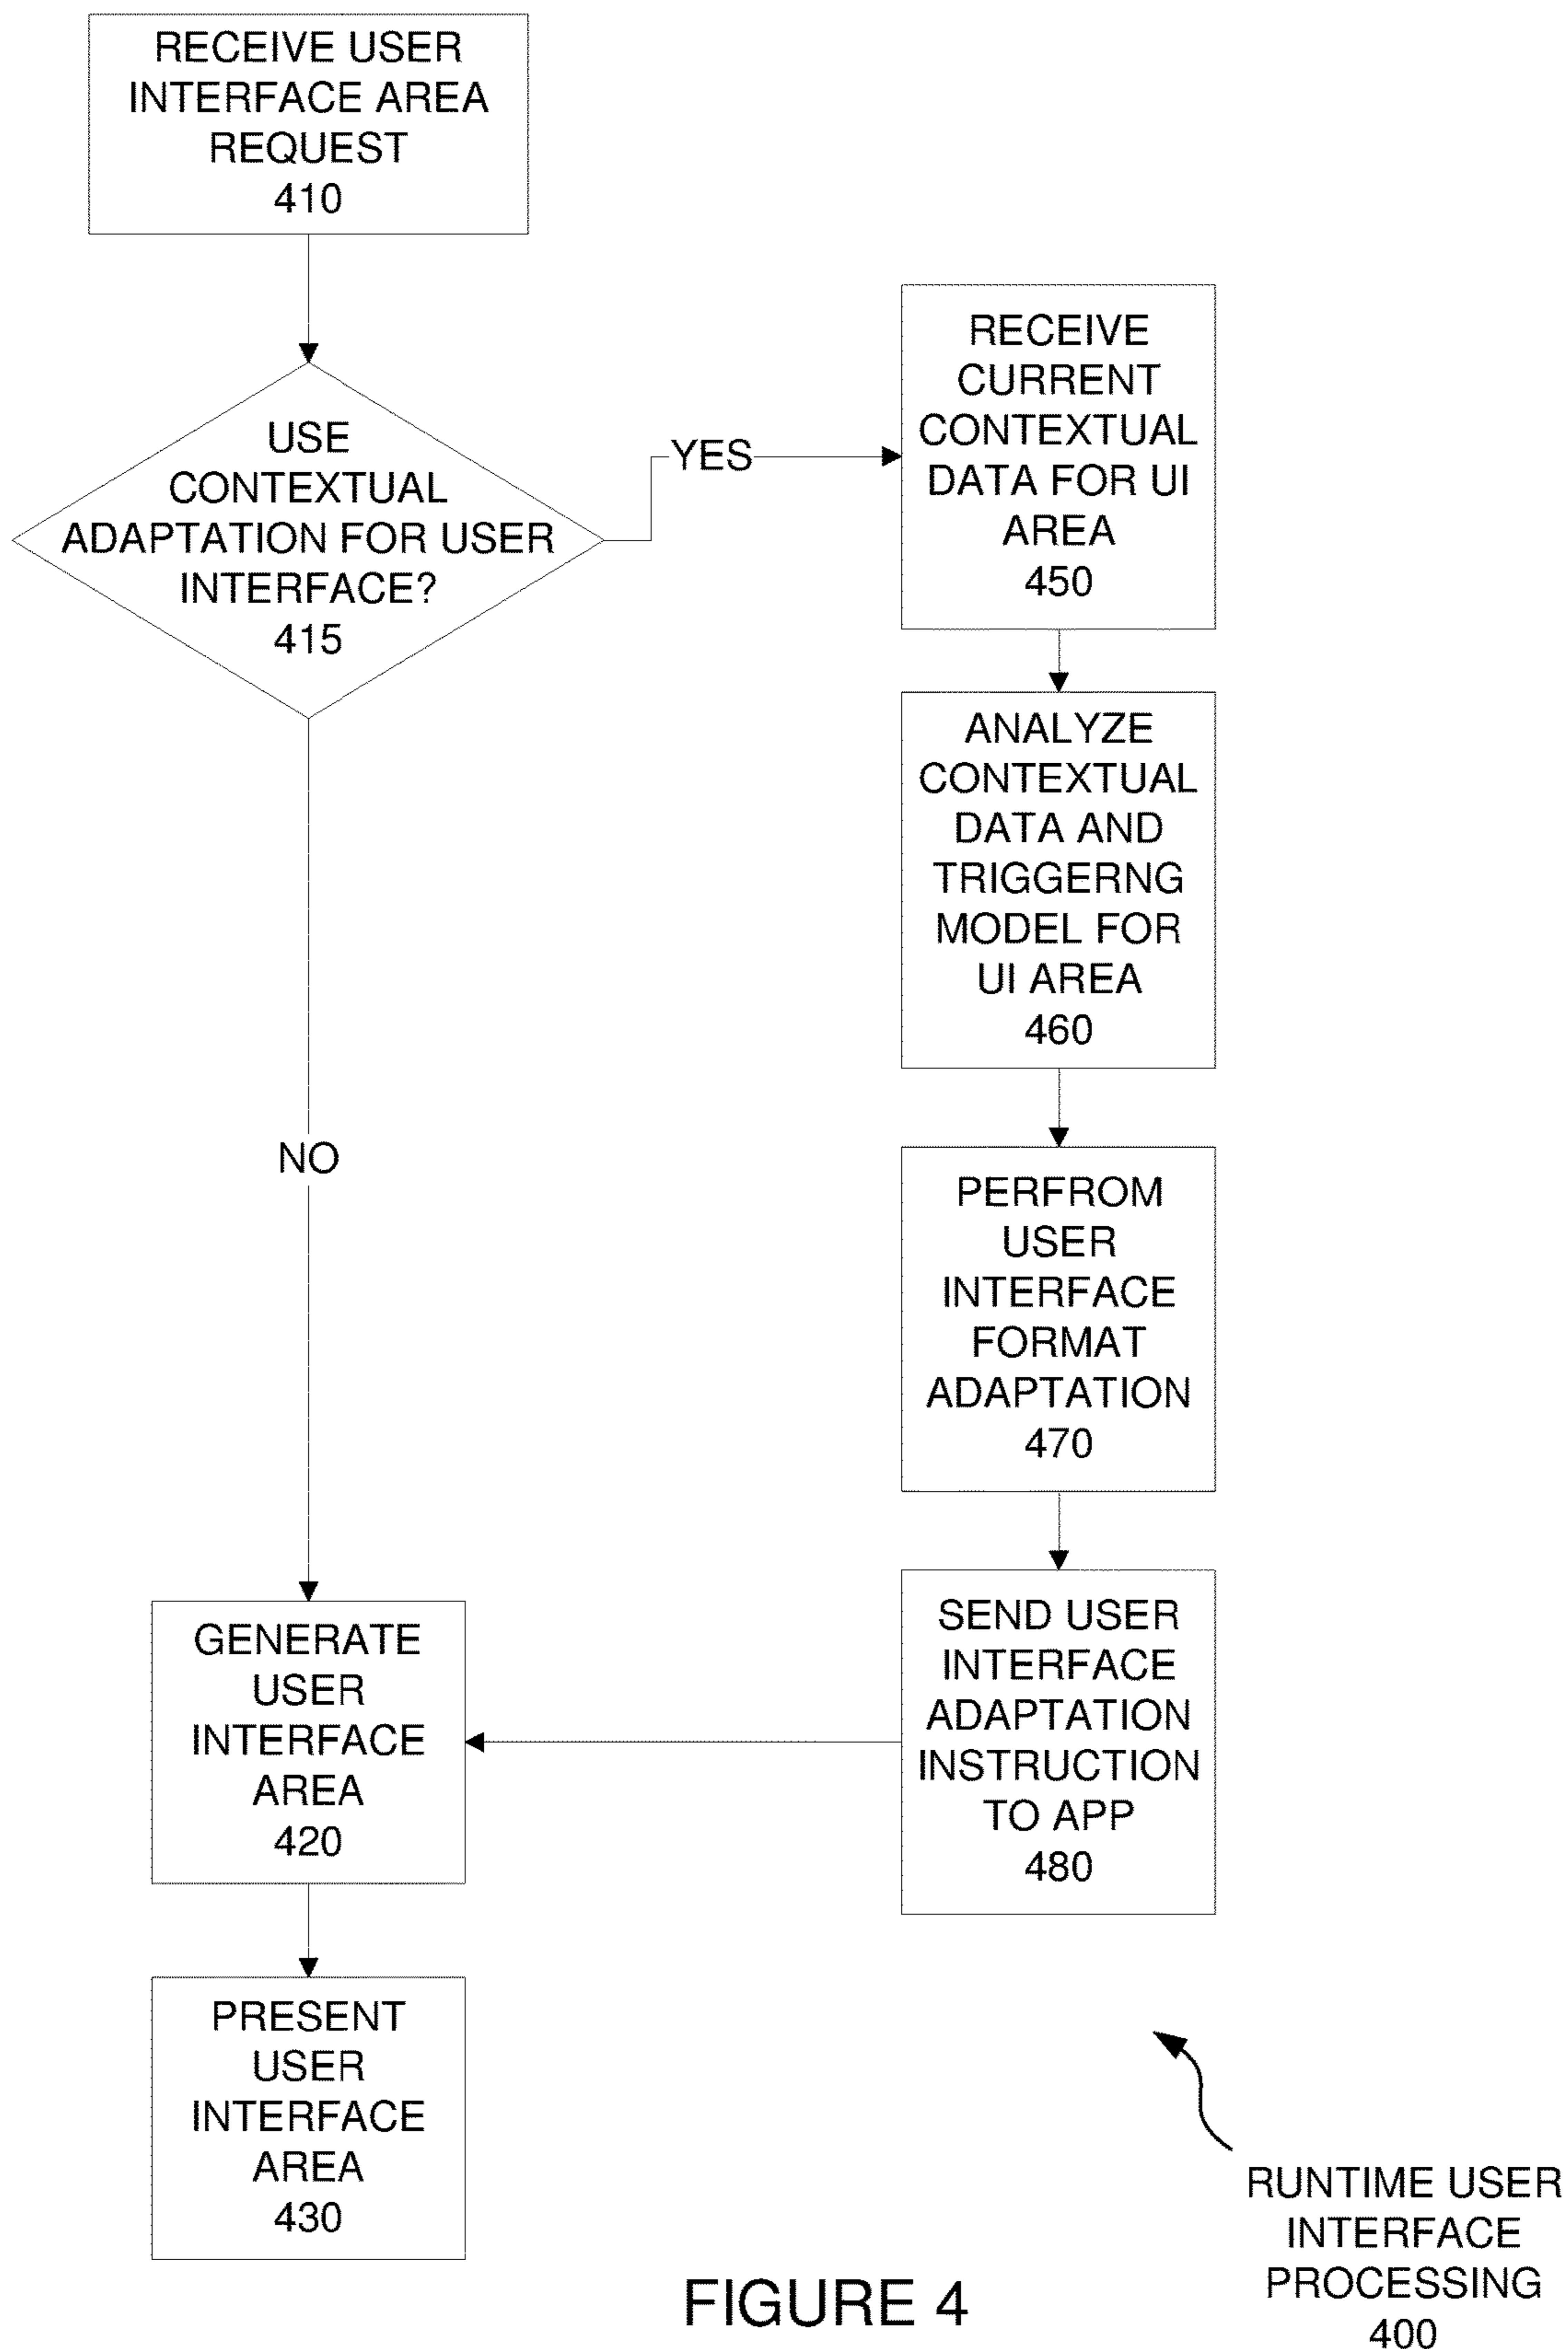 RECEIVE USER
INTERFACE AREA
REQUEST
410
USE
CONTEXTUAL
ADAPTATION FOR USER
INTERFACE?
415
YES
RECEIVE
CURRENT
CONTEXTUAL
DATA FOR UI
AREA
450
ANALYZE
CONTEXTUAL
DATA AND
TRIGGERNG
MODEL FOR
UI AREA
460
NO
PERFROM
USER
INTERFACE
FORMAT
ADAPTATION
470
SEND USER
INTERFACE
ADAPTATION
INSTRUCTION
TO APP
480
GENERATE
USER
INTERFACE
AREA
420
PRESENT
USER
INTERFACE
AREA
430
RUNTIME USER
INTERFACE
PROCESSING
400
FIGURE 4